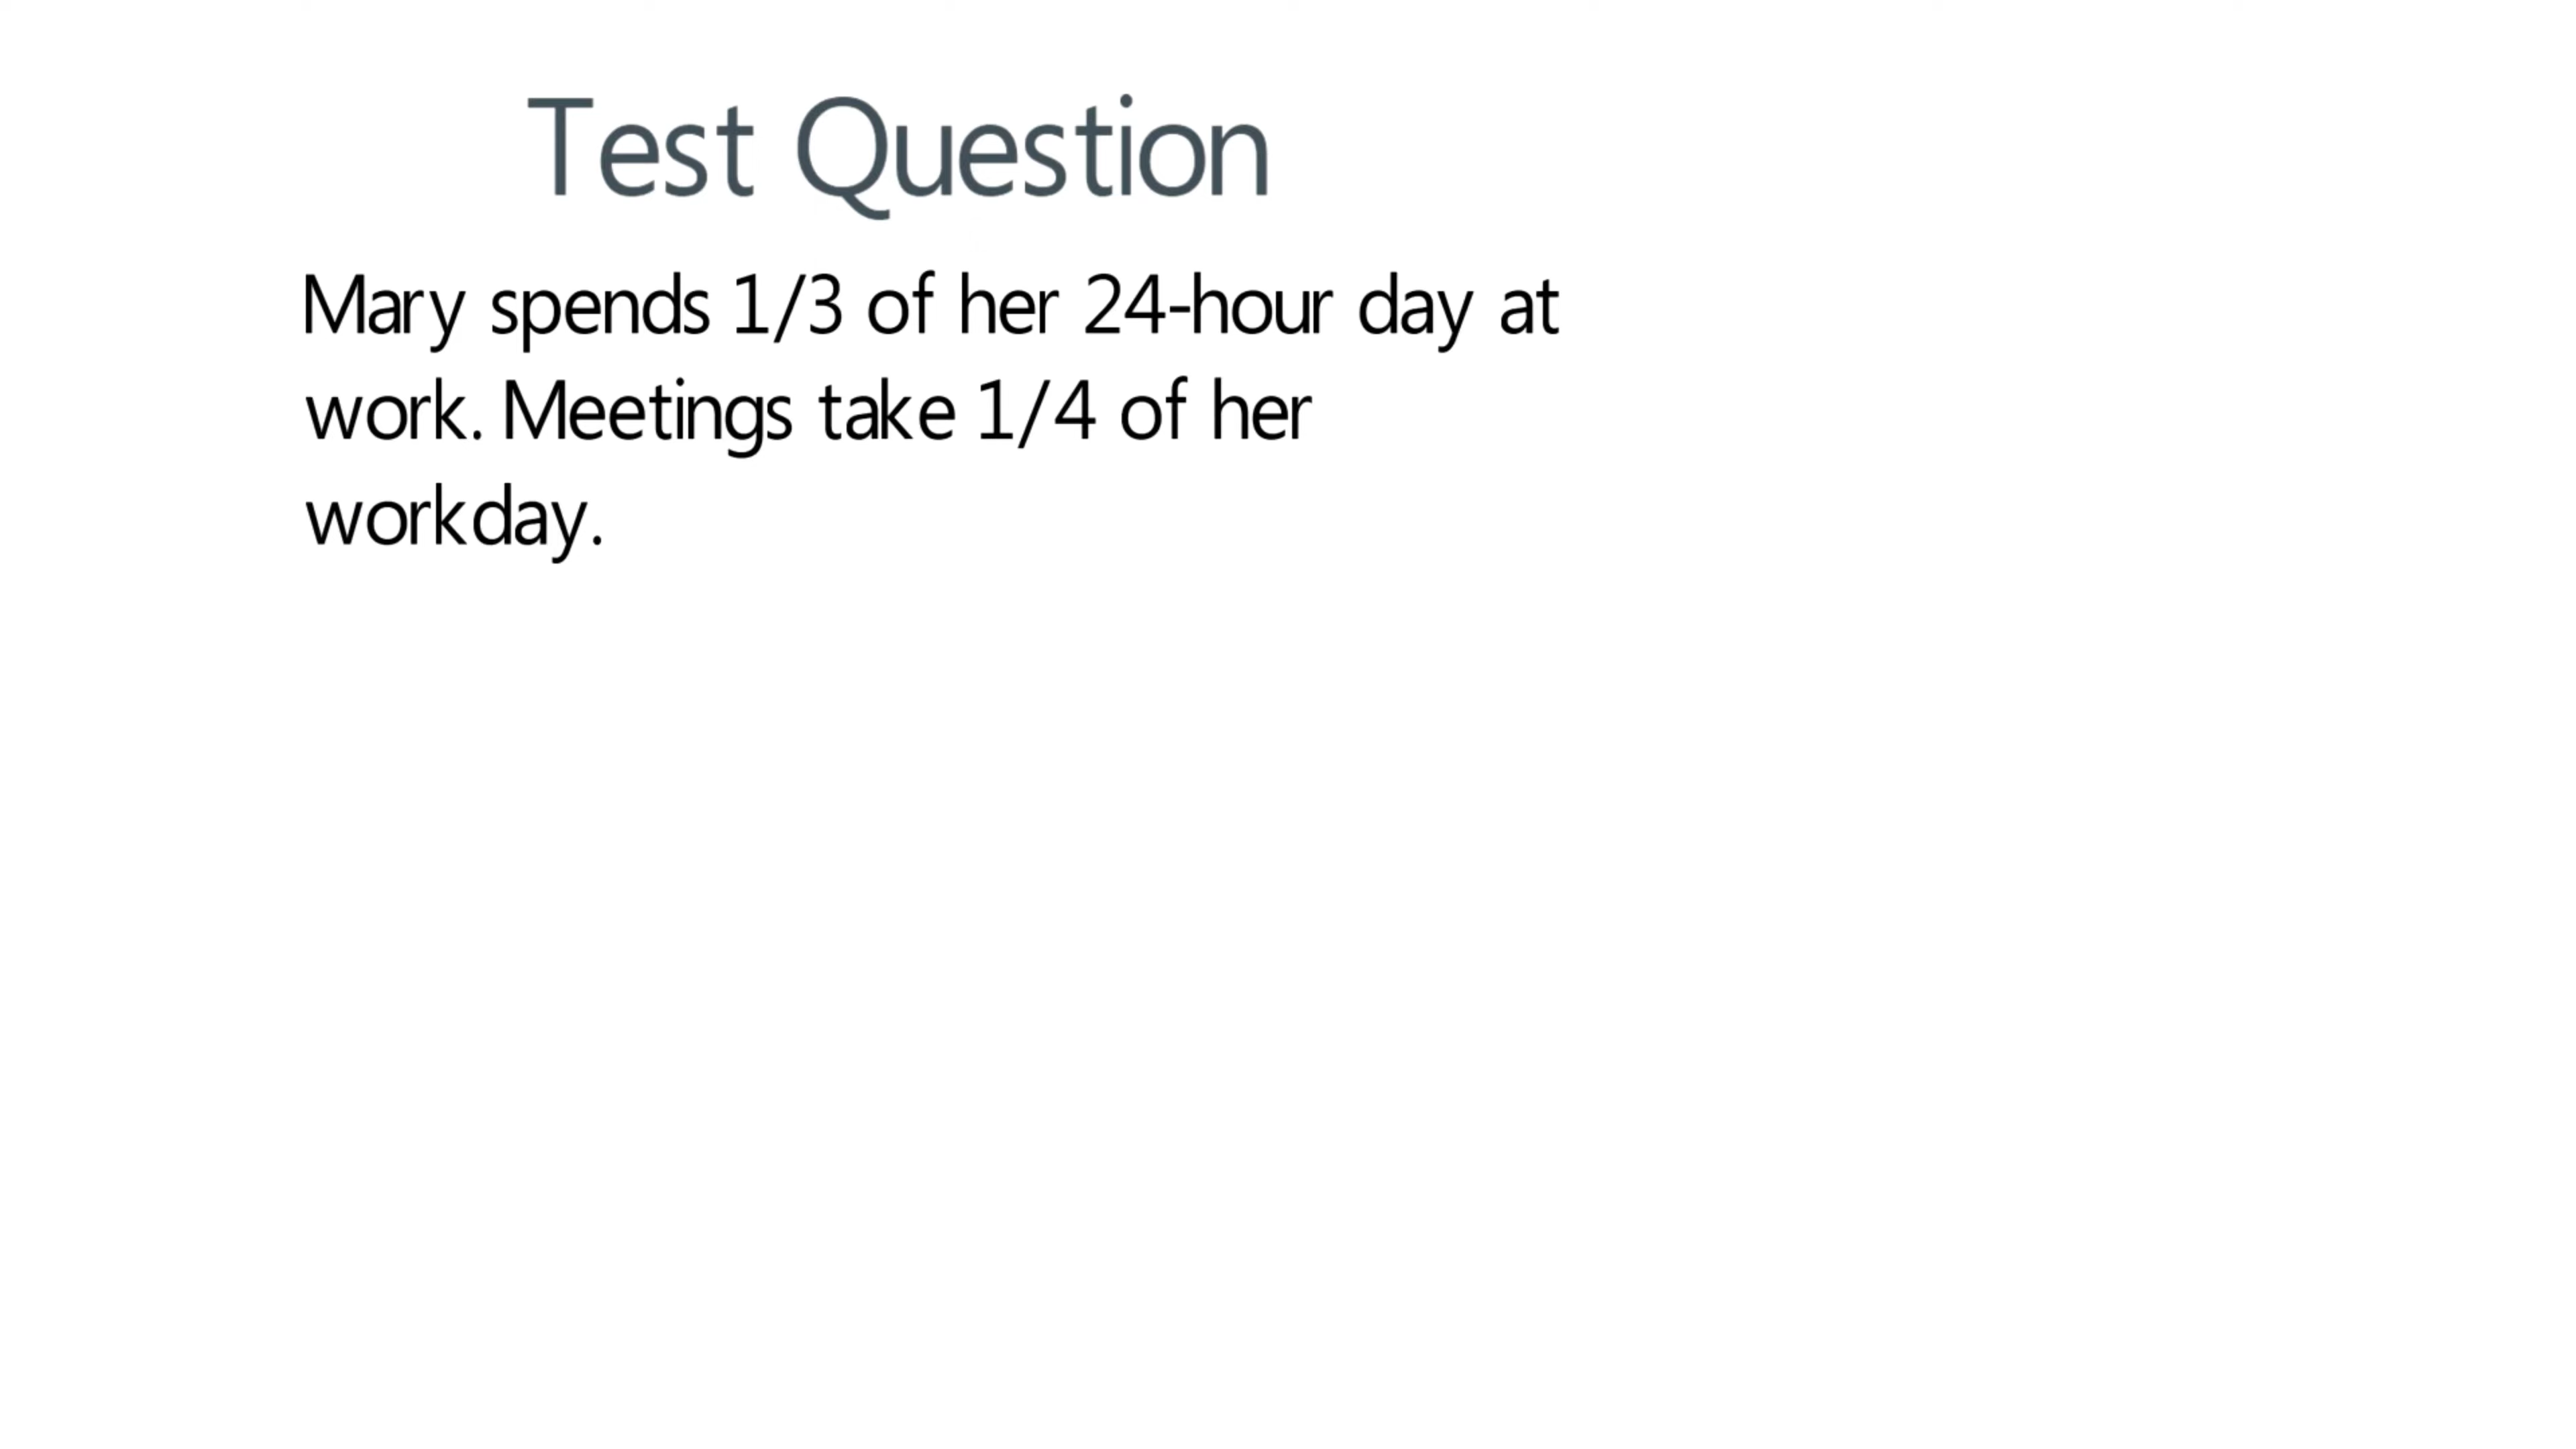 Test Question
Mary spends 1/3 of her 24-hour day at
work. Meetings take 1/4 of her
workday.